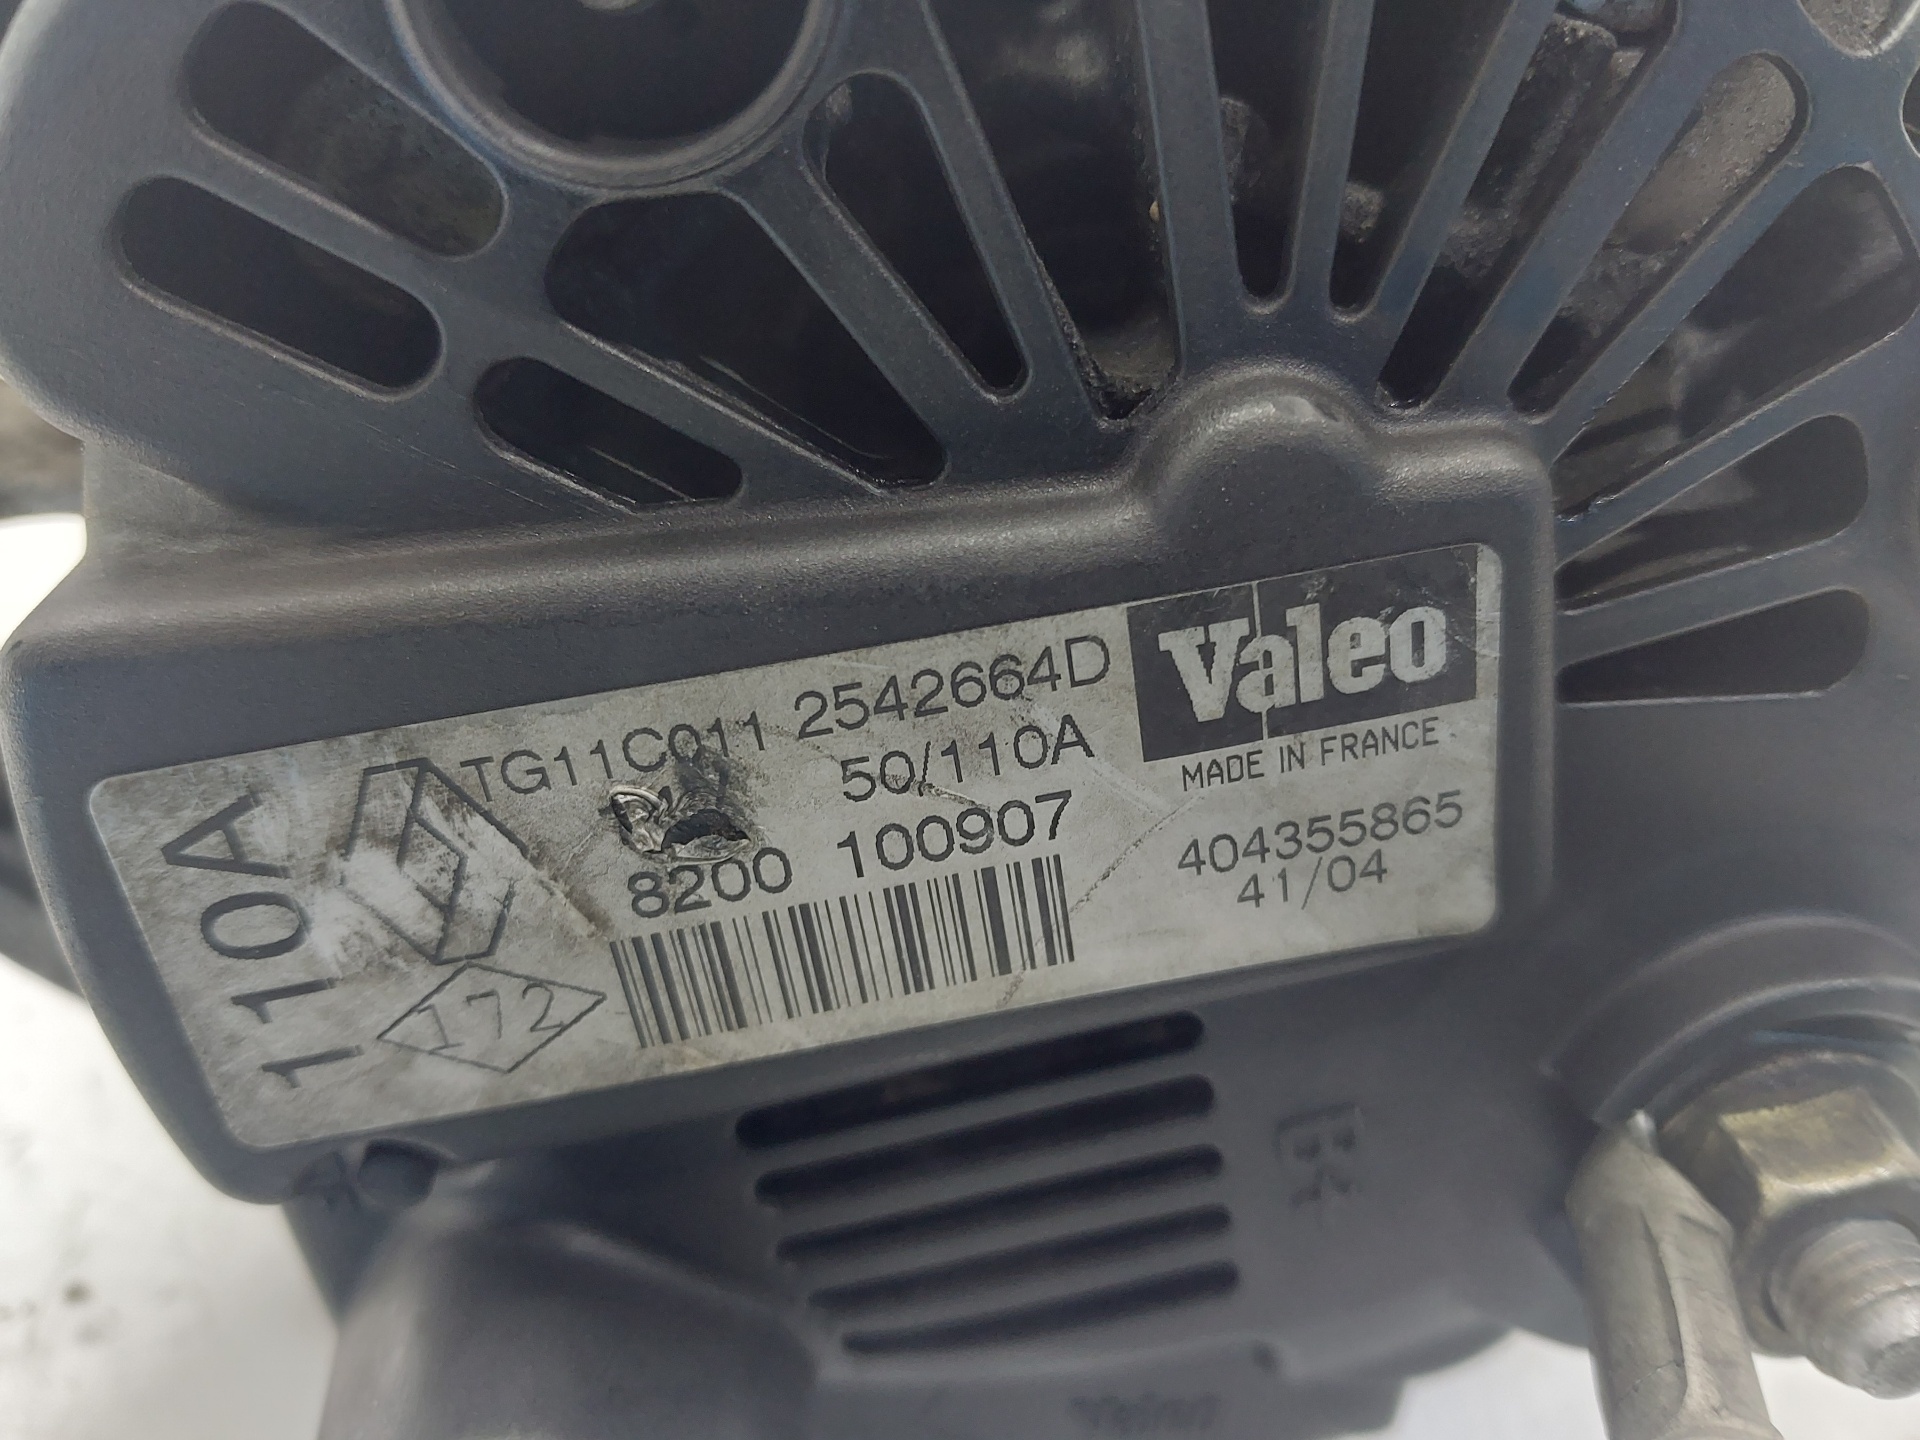 TG11C011 2542664D
50/110A
8200 100907
110A
172
Valeo
MADE IN FRANCE
404355865
41/04